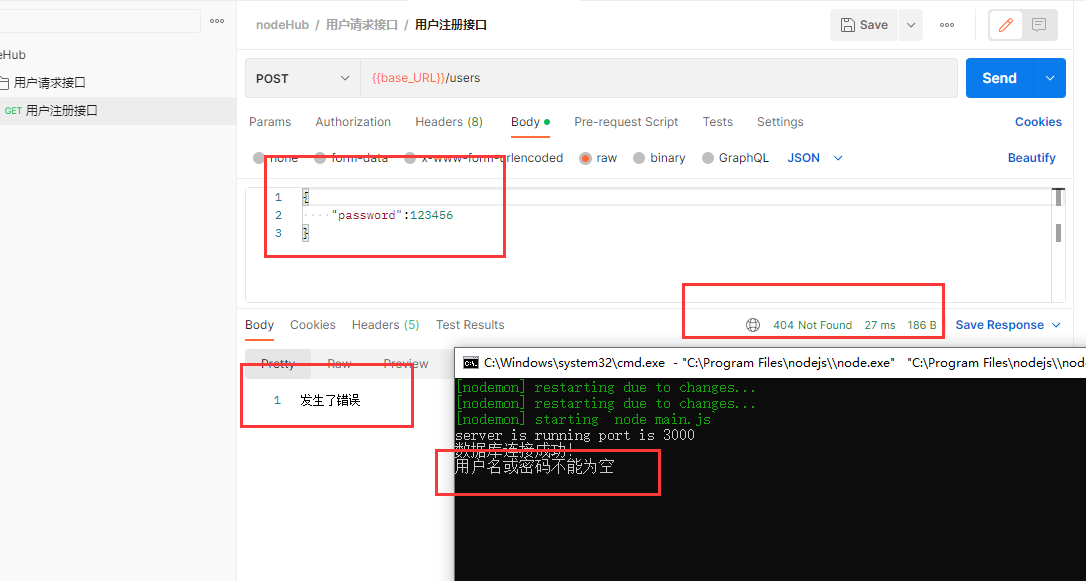 nodeHub / 用户请求接口 / 用户注册接口
Save
eHub
用户请求接口
GET 用户注册接口
POST
{{base_URL}}/users
Send
Params Authorization Headers (8) Body Pre-request Script Tests Settings Cookies
none form-data x-www-form-urlencoded raw binary GraphQL JSON Beautify
1 {
2 "password":123456
3 }
Body Cookies Headers (5) Test Results 404 Not Found 27 ms 186 B Save Response
Pretty Raw Preview
1 发生了错误
C:\Windows\system32\cmd.exe - "C:\Program Files\nodejs\\node.exe" "C:\Program Files\nodejs\\nod
[nodemon] restarting due to changes...
[nodemon] restarting due to changes...
[nodemon] starting `node main.js`
server is running port is 3000
数据库连接成功!
用户名或密码不能为空